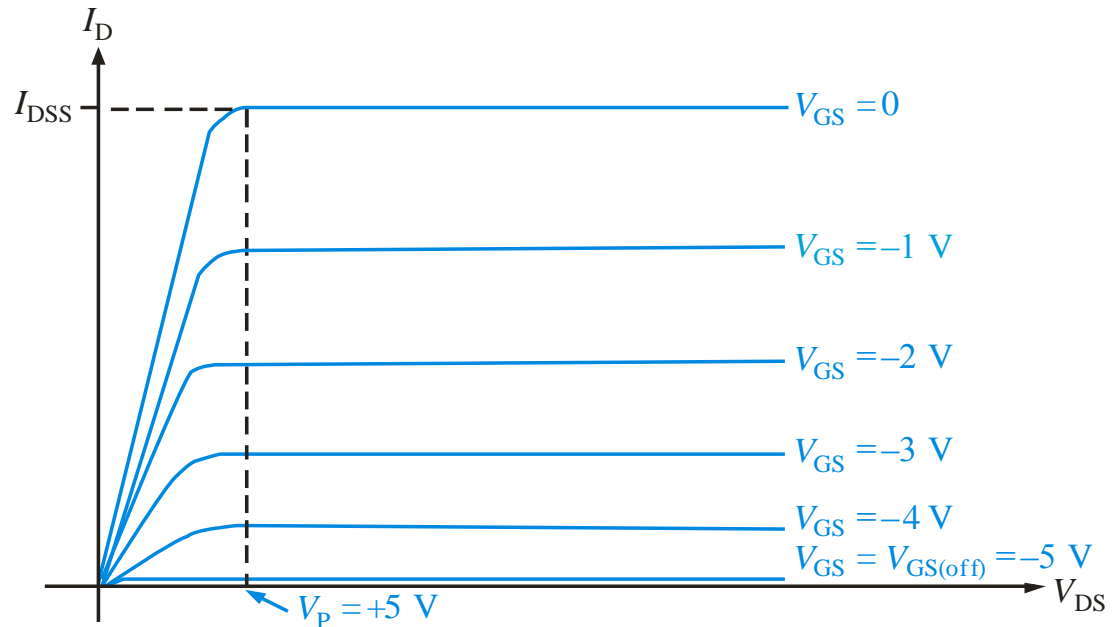 I_D
I_DSS
V_GS = 0
V_GS = –1 V
V_GS = –2 V
V_GS = –3 V
V_GS = –4 V
V_GS = V_GS(off) = –5 V
V_DS
V_P = +5 V